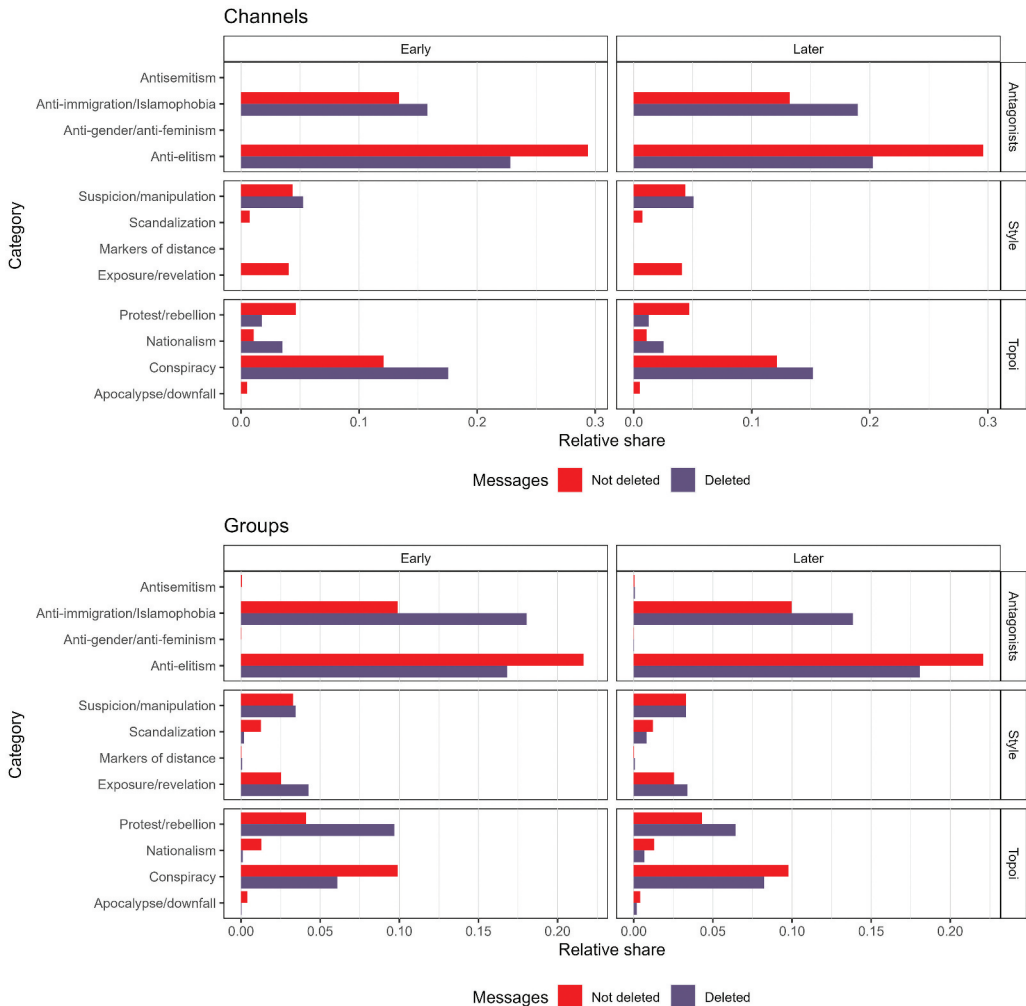 Channels
Early
Later
Antisemitism
Anti-immigration/Islamophobia
Anti-gender/anti-feminism
Anti-elitism
Antagonists
Suspicion/manipulation
Scandalization
Markers of distance
Exposure/revelation
Style
Protest/rebellion
Nationalism
Conspiracy
Apocalypse/downfall
Topoi
Category
0.0 0.1 0.2 0.3 0.0 0.1 0.2 0.3
Relative share
Messages Not deleted Deleted
Groups
Early
Later
Antisemitism
Anti-immigration/Islamophobia
Anti-gender/anti-feminism
Anti-elitism
Antagonists
Suspicion/manipulation
Scandalization
Markers of distance
Exposure/revelation
Style
Protest/rebellion
Nationalism
Conspiracy
Apocalypse/downfall
Topoi
Category
0.00 0.05 0.10 0.15 0.20 0.00 0.05 0.10 0.15 0.20
Relative share
Messages Not deleted Deleted